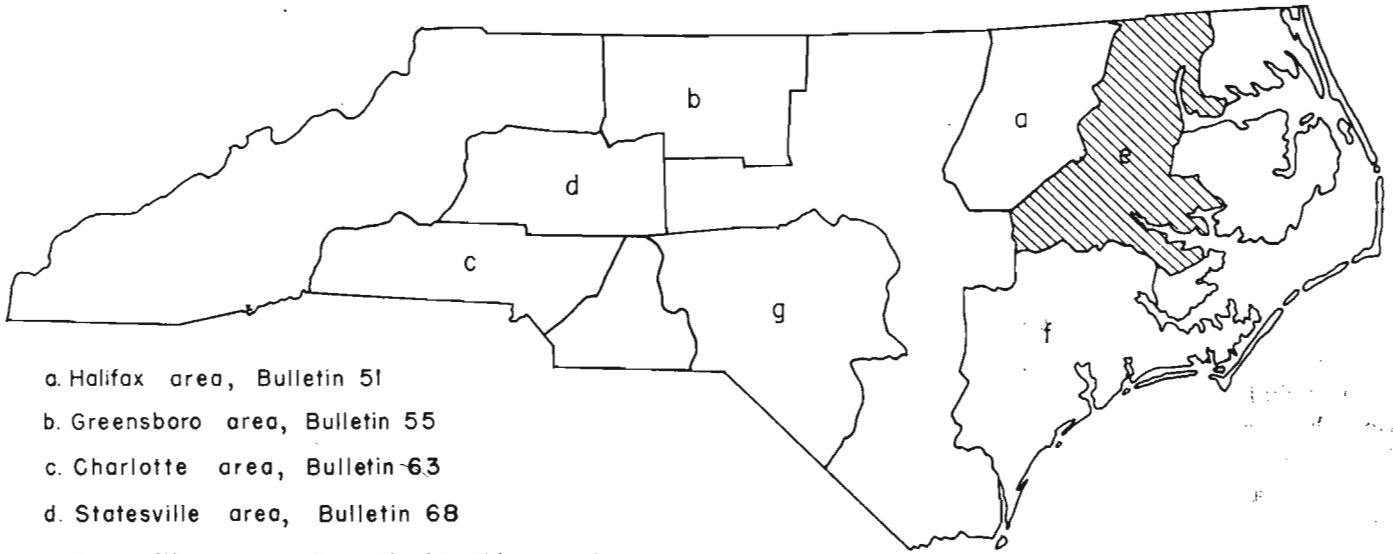 b
a
e
d
c
g
f
a. Halifax area, Bulletin 51
b. Greensboro area, Bulletin 55
c. Charlotte area, Bulletin 63
d. Statesville area, Bulletin 68